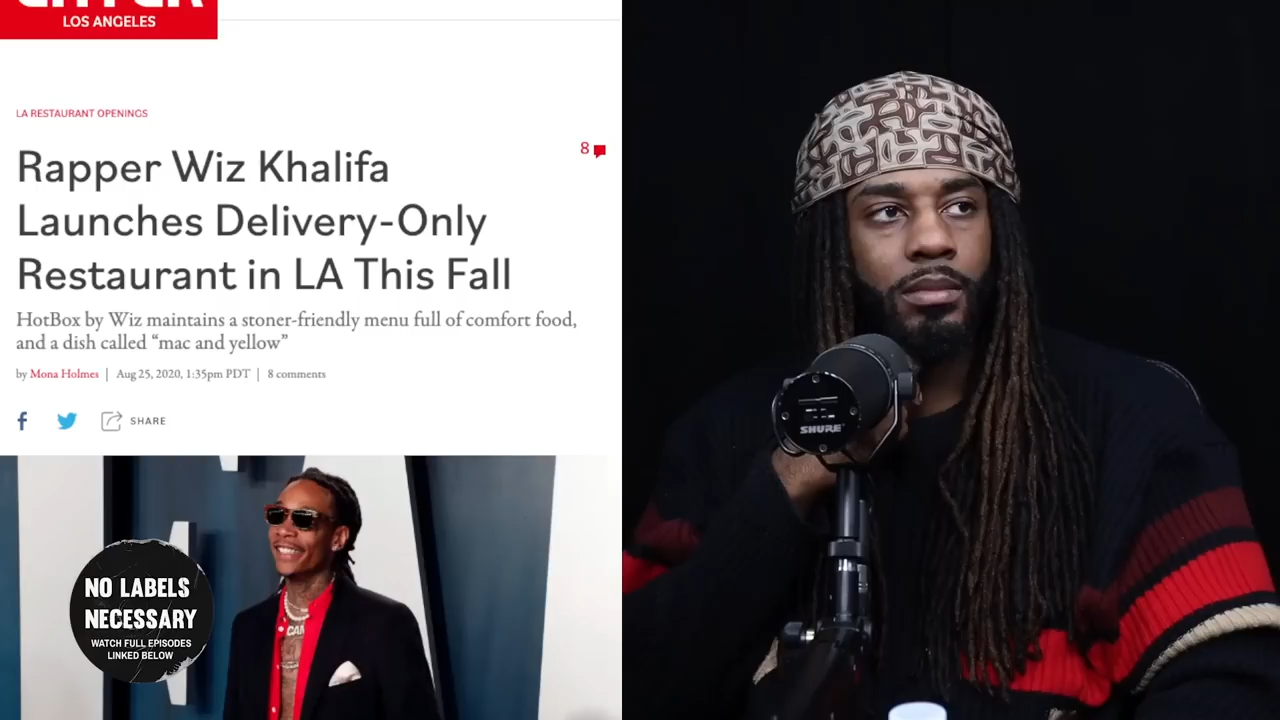 LOS ANGELES
LA RESTAURANT OPENINGS
8
Rapper Wiz Khalifa
Launches Delivery-Only
Restaurant in LA This Fall
HotBox by Wiz maintains a stoner-friendly menu full of comfort food,
and a dish called “mac and yellow”
by Mona Holmes | Aug 25, 2020, 1:35pm PDT | 8 comments
SHARE
NO LABELS
NECESSARY
WATCH FULL EPISODES
LINKED BELOW
SHURE